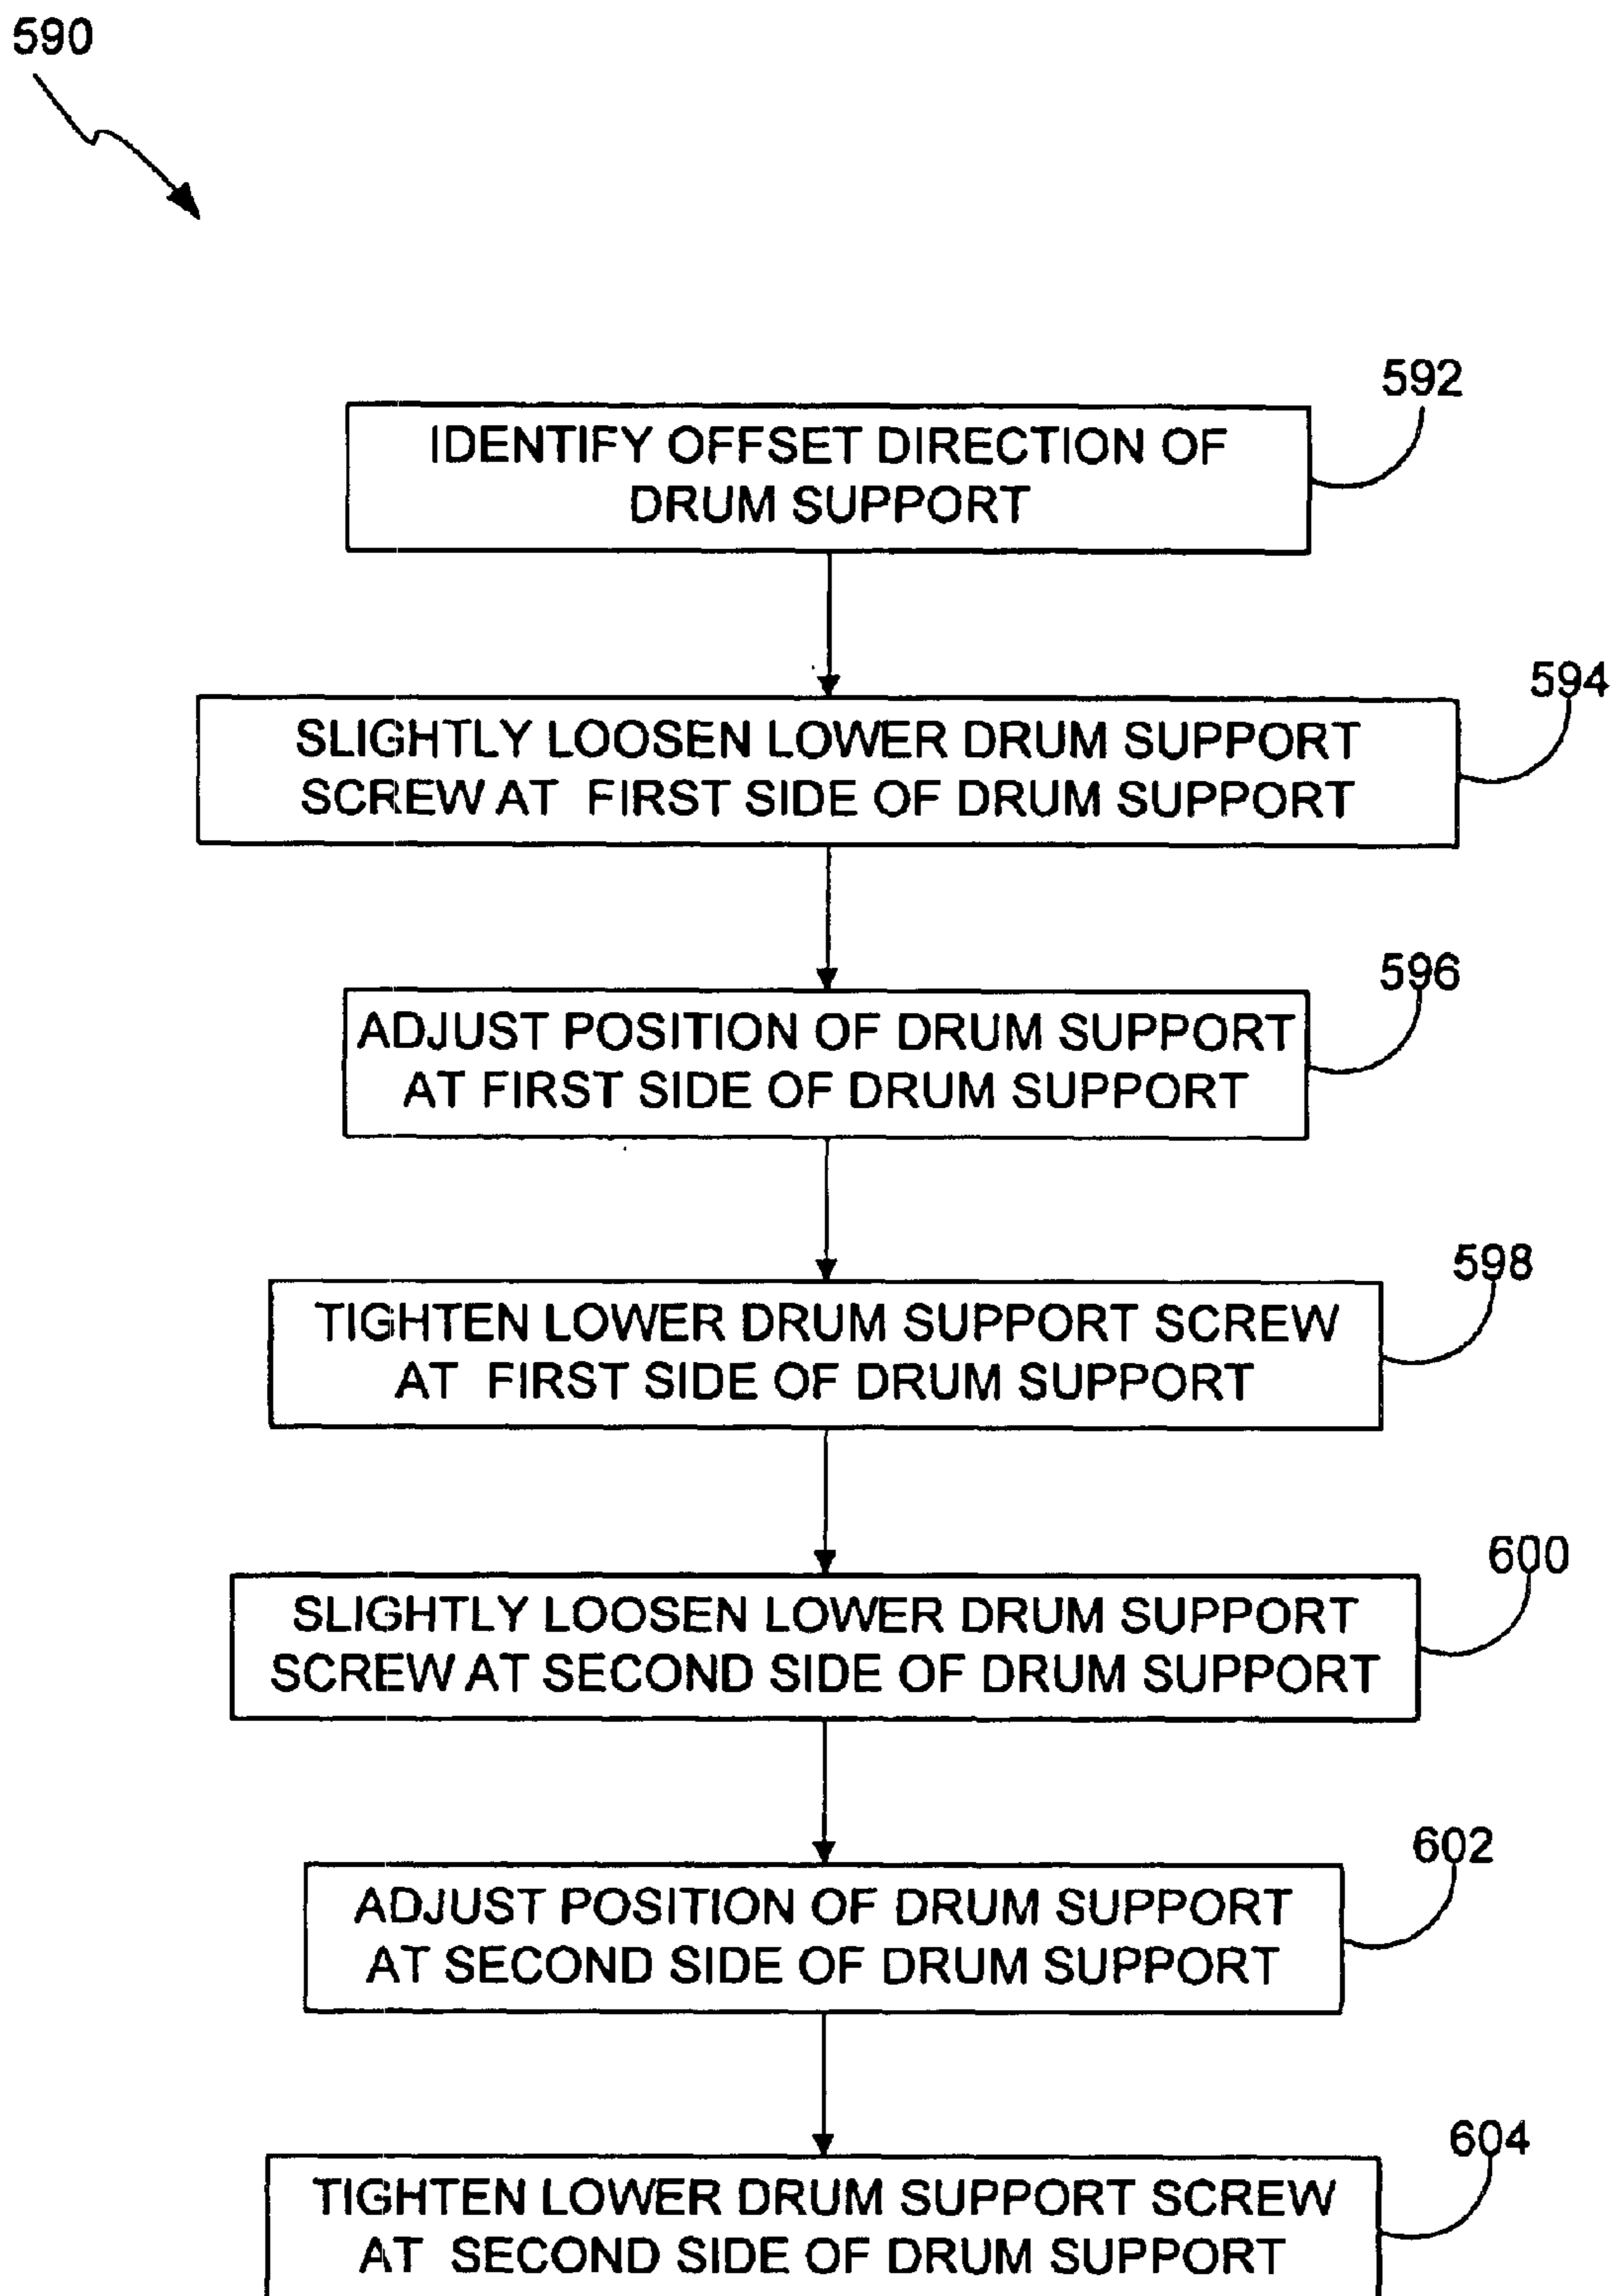 590
592
IDENTIFY OFFSET DIRECTION OF
DRUM SUPPORT
594
SLIGHTLY LOOSEN LOWER DRUM SUPPORT
SCREW AT FIRST SIDE OF DRUM SUPPORT
596
ADJUST POSITION OF DRUM SUPPORT
AT FIRST SIDE OF DRUM SUPPORT
598
TIGHTEN LOWER DRUM SUPPORT SCREW
AT FIRST SIDE OF DRUM SUPPORT
600
SLIGHTLY LOOSEN LOWER DRUM SUPPORT
SCREW AT SECOND SIDE OF DRUM SUPPORT
602
ADJUST POSITION OF DRUM SUPPORT
AT SECOND SIDE OF DRUM SUPPORT
604
TIGHTEN LOWER DRUM SUPPORT SCREW
AT SECOND SIDE OF DRUM SUPPORT